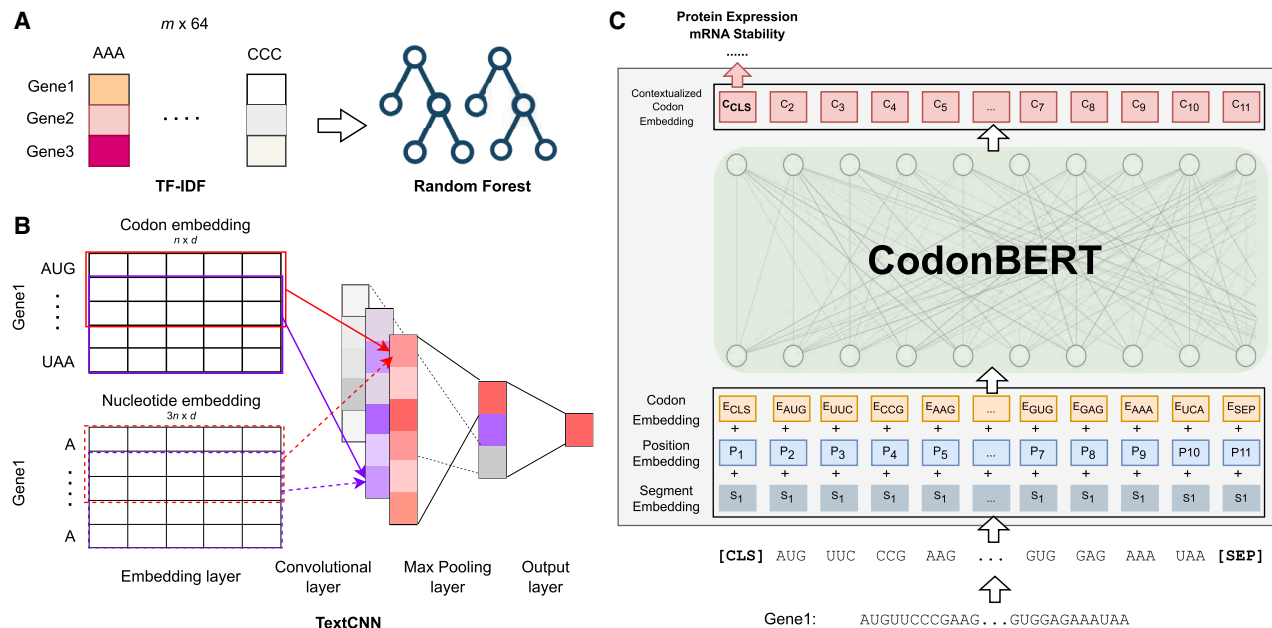 A
m x 64
AAA
CCC
Gene1
Gene2
. . . .
Gene3
TF-IDF
Random Forest
B
Codon embedding
n x d
AUG
Gene1
UAA
Nucleotide embedding
3n x d
A
Gene1
A
Embedding layer
Convolutional
layer
Max Pooling
layer
Output
layer
TextCNN
C
Protein Expression
mRNA Stability
......
Contextualized
Codon
Embedding
CCLS C2 C3 C4 C5 ... C7 C8 C9 C10 C11
CodonBERT
Codon
Embedding
ECLS EAUG EUUC ECCG EAAG ... EGUG EGAG EAAA EUCA ESEP
+ + + + + + + + + +
Position
Embedding
P1 P2 P3 P4 P5 ... P7 P8 P9 P10 P11
+ + + + + + + + + +
Segment
Embedding
S1 S1 S1 S1 S1 ... S1 S1 S1 S1 S1
[CLS] AUG UUC CCG AAG ... GUG GAG AAA UAA [SEP]
Gene1: AUGUUCCCGAAG...GUGGAGAAAUAA